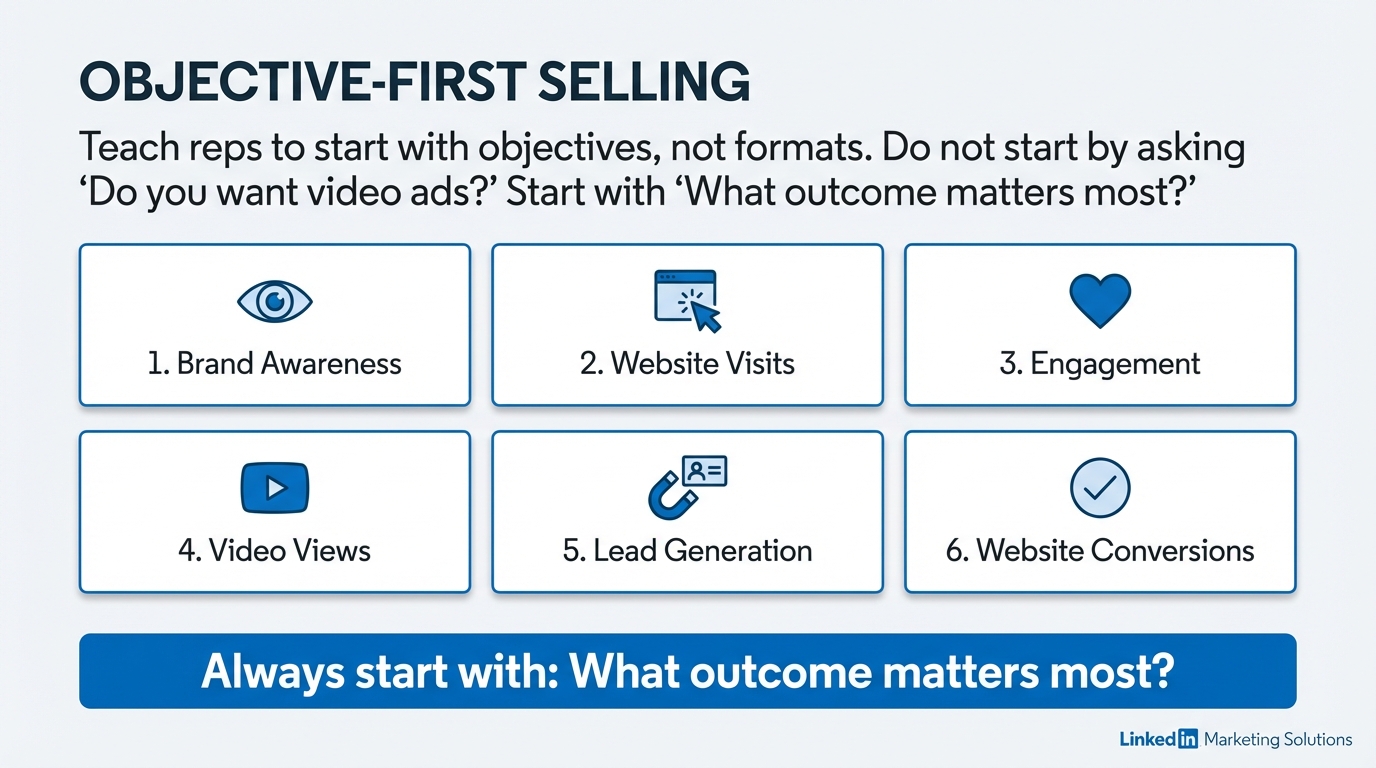 OBJECTIVE-FIRST SELLING
Teach reps to start with objectives, not formats. Do not start by asking
‘Do you want video ads?’ Start with ‘What outcome matters most?’
1. Brand Awareness
2. Website Visits
3. Engagement
4. Video Views
5. Lead Generation
6. Website Conversions
Always start with: What outcome matters most?
Linked in Marketing Solutions